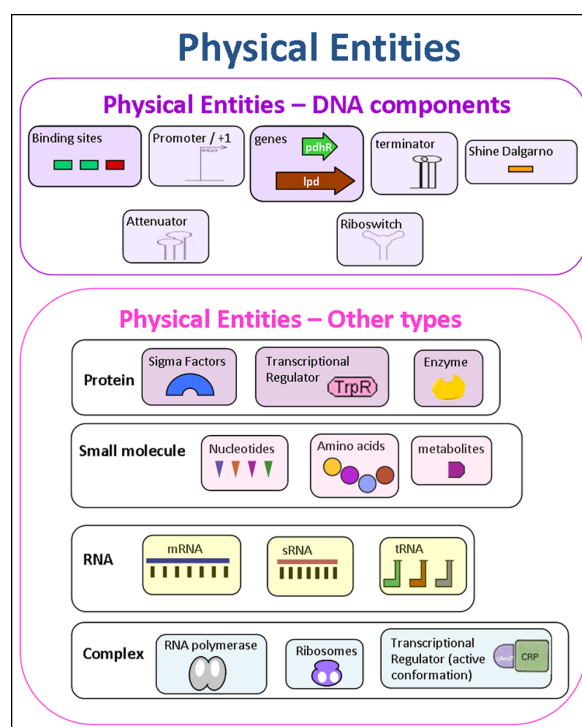 Physical Entities
Physical Entities – DNA components
Binding sites
Promoter / +1
genes
pdhR
lpd
terminator
Shine Dalgarno
Attenuator
Riboswitch
Physical Entities – Other types
Protein
Sigma Factors
Transcriptional
Regulator
TrpR
Enzyme
Small molecule
Nucleotides
Amino acids
metabolites
RNA
mRNA
sRNA
tRNA
Complex
RNA polymerase
Ribosomes
Transcriptional
Regulator (active
conformation)
CRP